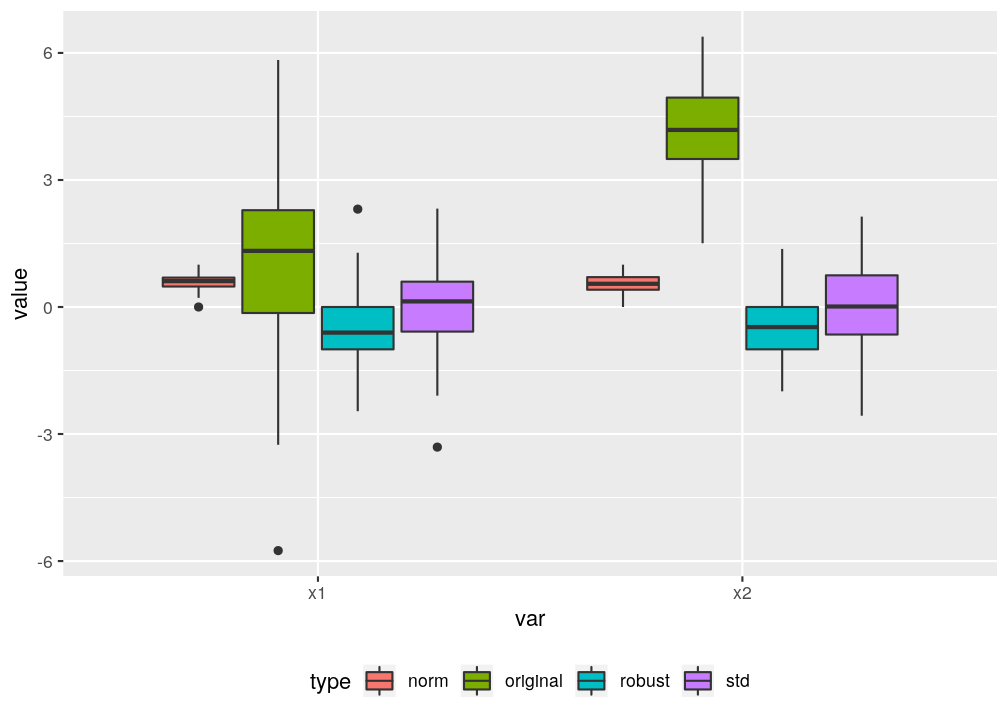 6
3
0
-3
-6
value
x1 x2
var
type norm original robust std